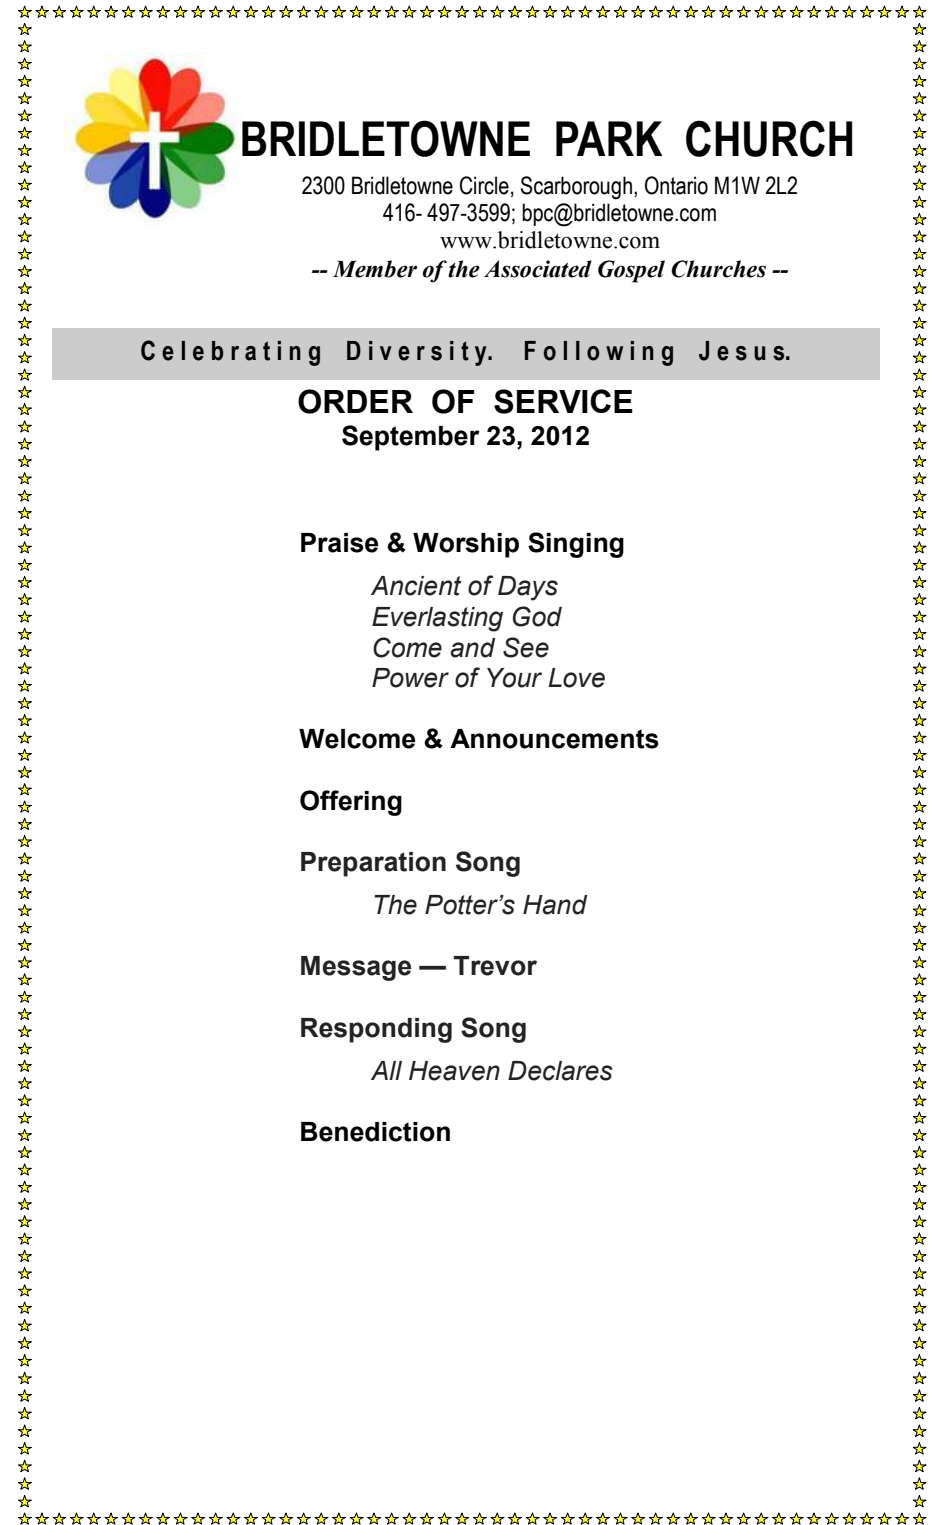 BRIDLETOWNE PARK CHURCH
2300 Bridletowne Circle, Scarborough, Ontario M1W 2L2
416- 497-3599; bpc@bridletowne.com
www.bridletowne.com
-- Member of the Associated Gospel Churches --
Celebrating Diversity. Following Jesus.
ORDER OF SERVICE
September 23, 2012
Praise & Worship Singing
Ancient of Days
Everlasting God
Come and See
Power of Your Love
Welcome & Announcements
Offering
Preparation Song
The Potter’s Hand
Message — Trevor
Responding Song
All Heaven Declares
Benediction